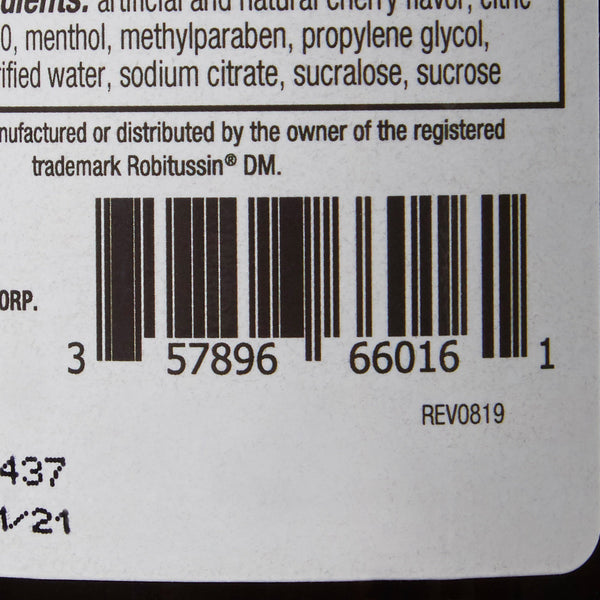 artificial and natural cherry flavor, citric
0, menthol, methylparaben, propylene glycol,
ified water, sodium citrate, sucralose, sucrose
nufactured or distributed by the owner of the registered
trademark Robitussin® DM.
ORP.
3 57896 66016 1
REV0819
437
1/21